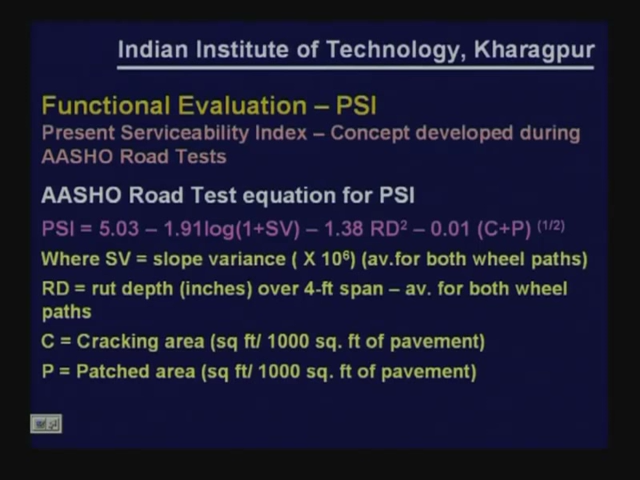 Indian Institute of Technology, Kharagpur
Functional Evaluation – PSI
Present Serviceability Index – Concept developed during
AASHO Road Tests
AASHO Road Test equation for PSI
PSI = 5.03 – 1.91log(1+SV) – 1.38 RD² – 0.01 (C+P) ⁽¹/²⁾
Where SV = slope variance ( X 10⁶) (av.for both wheel paths)
RD = rut depth (inches) over 4-ft span – av. for both wheel
paths
C = Cracking area (sq ft/ 1000 sq. ft of pavement)
P = Patched area (sq ft/ 1000 sq. ft of pavement)